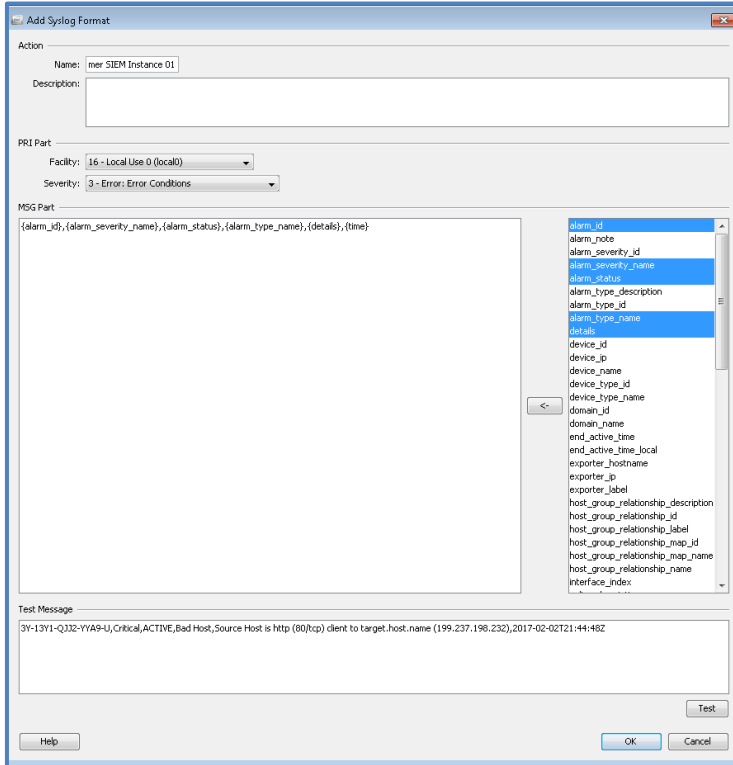 Add Syslog Format
Action
Name: mer SIEM Instance 01
Description:
PRI Part
Facility: 16 - Local Use 0 (local0)
Severity: 3 - Error: Error Conditions
MSG Part
{alarm_id},{alarm_severity_name},{alarm_status},{alarm_type_name},{details},{time}
<-
alarm_id
alarm_note
alarm_severity_id
alarm_severity_name
alarm_status
alarm_type_description
alarm_type_id
alarm_type_name
details
device_id
device_ip
device_name
device_type_id
device_type_name
domain_id
domain_name
end_active_time
end_active_time_local
exporter_hostname
exporter_ip
exporter_label
host_group_relationship_description
host_group_relationship_id
host_group_relationship_label
host_group_relationship_map_id
host_group_relationship_map_name
host_group_relationship_name
interface_index
Test Message
3Y-13Y1-QJJ2-YYA9-U,Critical,ACTIVE,Bad Host,Source Host is http (80/tcp) client to target.host.name (199.237.198.232),2017-02-02T21:44:48Z
Test
Help
OK
Cancel